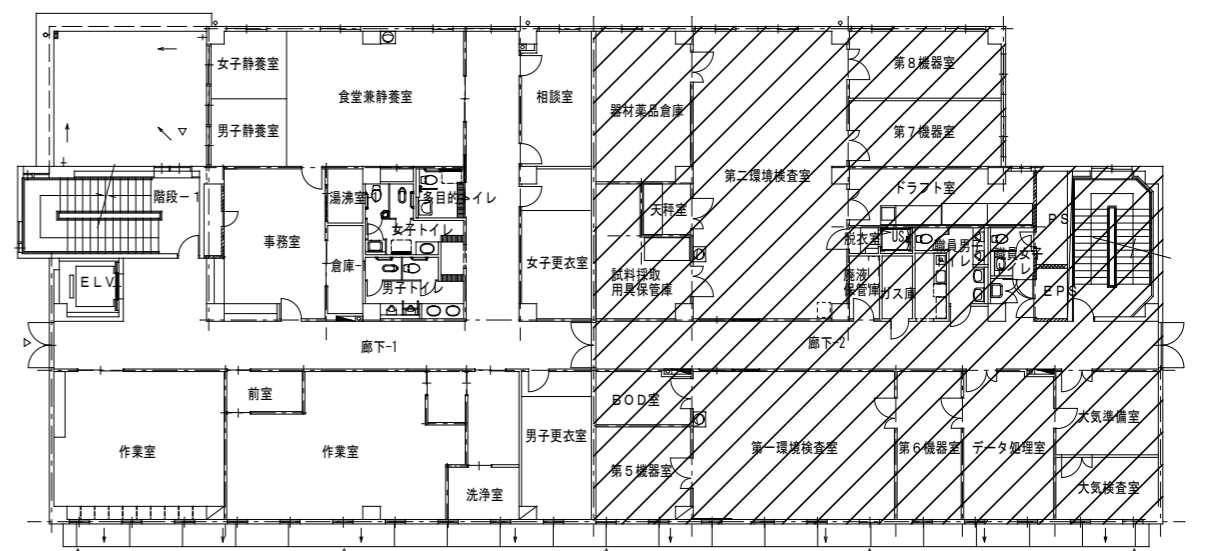 女子静養室
食堂兼静養室
相談室
器材薬品倉庫
第８機器室
男子静養室
第７機器室
第二環境検査室
階段－１
湯沸室
多目的トイレ
ドラフト室
天秤室
ＰＳ
事務室
女子トイレ
脱衣室
US
職員男子
トイレ
職員女子
トイレ
倉庫-1
女子更衣室
試料採取
用具保管庫
廃液
保管庫
ガス庫
ＥＰＳ
ＥＬＶ
男子トイレ
廊下-1
廊下-2
前室
ＢＯＤ室
作業室
作業室
男子更衣室
第５機器室
第一環境検査室
第６機器室
データ処理室
大気準備室
洗浄室
大気検査室